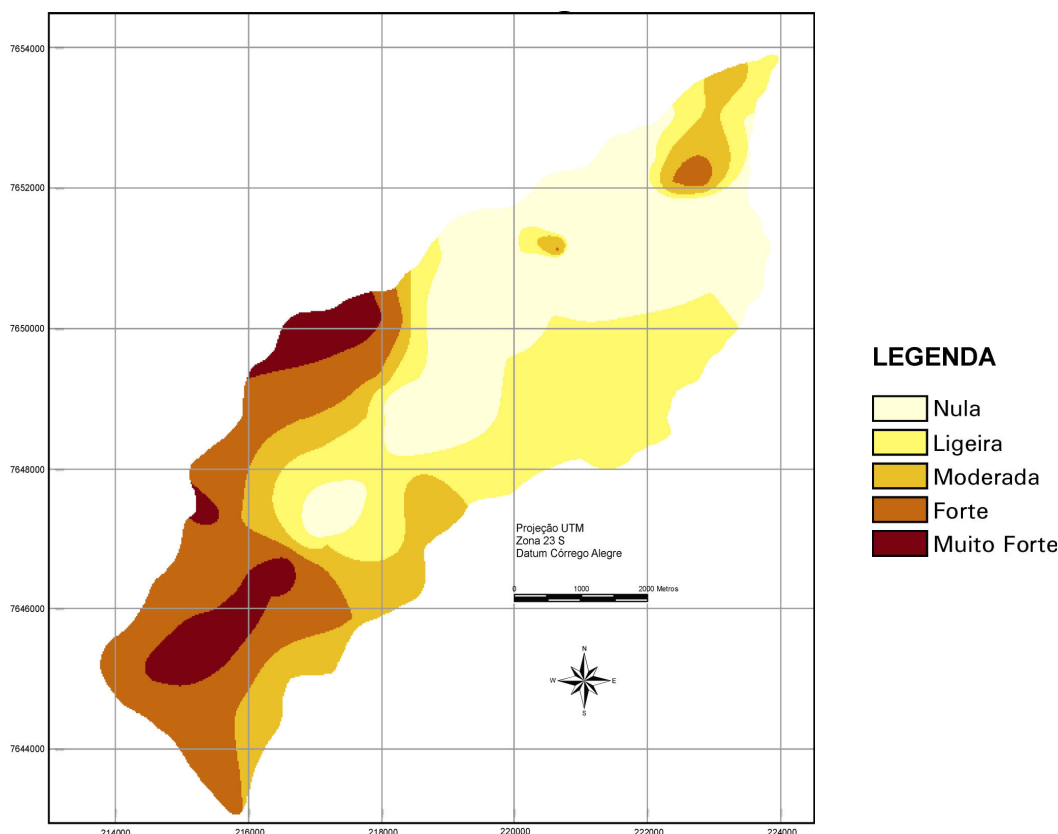 7654000
7652000
7650000
7648000
7646000
7644000
214000
216000
218000
220000
222000
224000
Projeção UTM
Zona 23 S
Datum Córrego Alegre
0 1000 2000 Metros
N
W E
S
LEGENDA
Nula
Ligeira
Moderada
Forte
Muito Forte